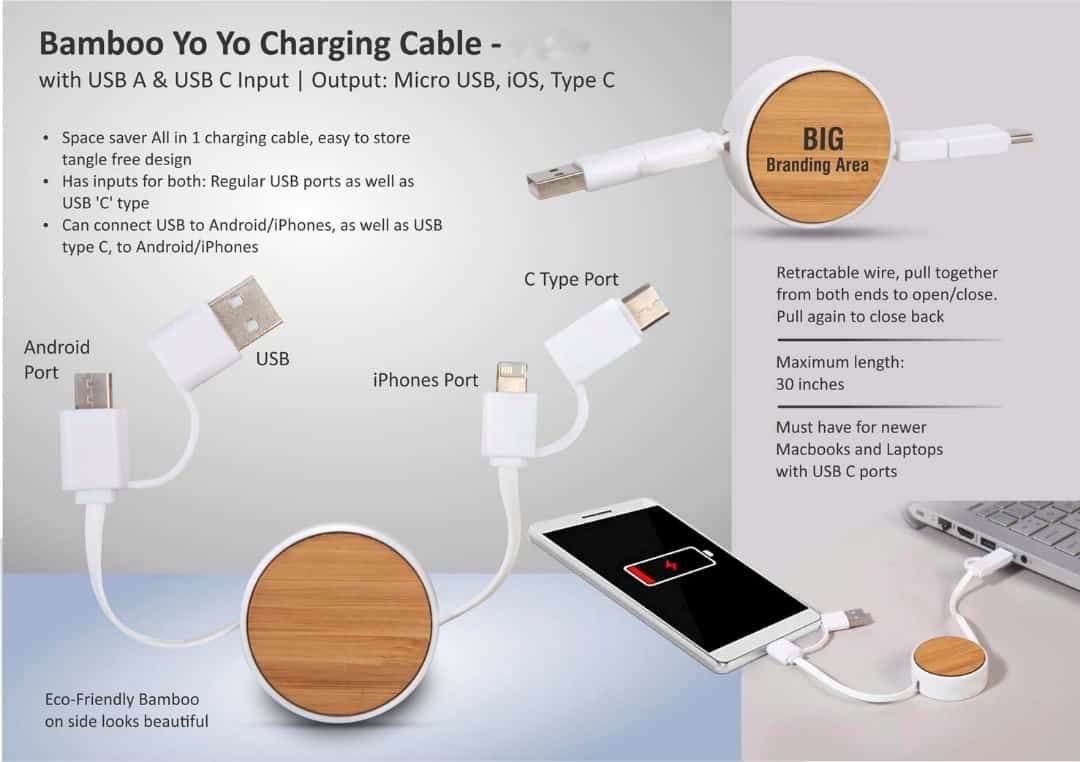 Bamboo Yo Yo Charging Cable -
with USB A & USB C Input | Output: Micro USB, iOS, Type C
• Space saver All in 1 charging cable, easy to store
tangle free design
• Has inputs for both: Regular USB ports as well as
USB 'C' type
• Can connect USB to Android/iPhones, as well as USB
type C, to Android/iPhones
BIG
Branding Area
Retractable wire, pull together
from both ends to open/close.
Pull again to close back
Maximum length:
30 inches
Must have for newer
Macbooks and Laptops
with USB C ports
C Type Port
Android
Port
USB
iPhones Port
Eco-Friendly Bamboo
on side looks beautiful